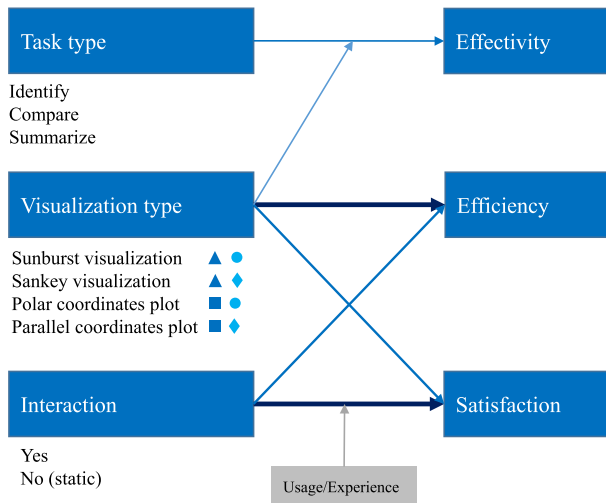 Task type
Effectivity
Identify
Compare
Summarize
Visualization type
Efficiency
Sunburst visualization
Sankey visualization
Polar coordinates plot
Parallel coordinates plot
Interaction
Satisfaction
Yes
No (static)
Usage/Experience